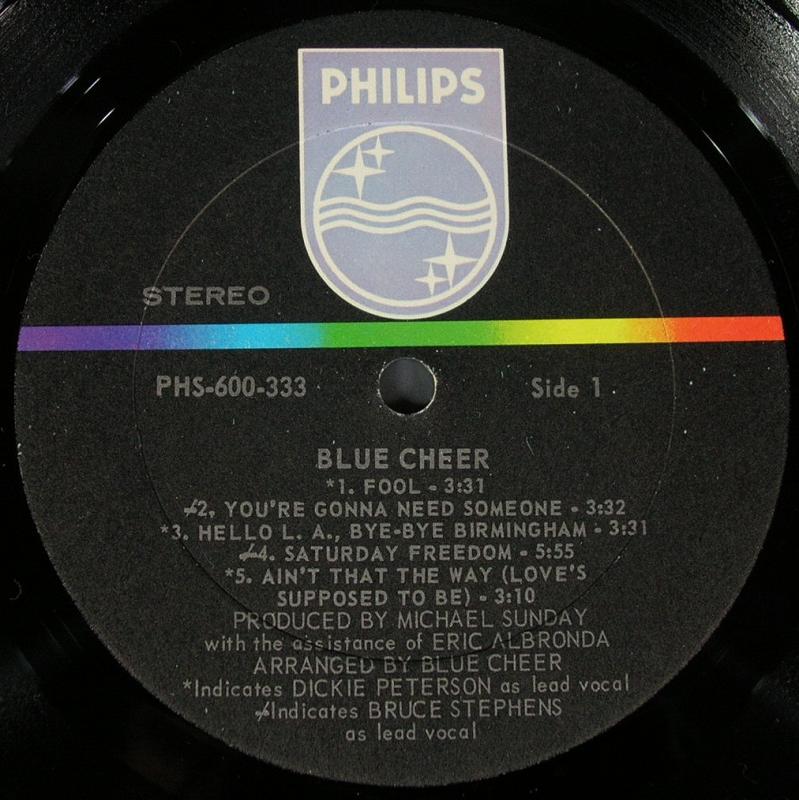 PHILIPS
STEREO
PHS-600-333 Side 1
BLUE CHEER
*1. FOOL - 3:31
+2, YOU'RE GONNA NEED SOMEONE - 3:32
*3. HELLO L. A., BYE-BYE BIRMINGHAM - 3:31
+4. SATURDAY FREEDOM - 5:55
*5. AIN'T THAT THE WAY (LOVE'S
SUPPOSED TO BE) - 3:10
PRODUCED BY MICHAEL SUNDAY
with the assistance of ERIC ALBRONDA
ARRANGED BY BLUE CHEER
*Indicates DICKIE PETERSON as lead vocal
+Indicates BRUCE STEPHENS
as lead vocal